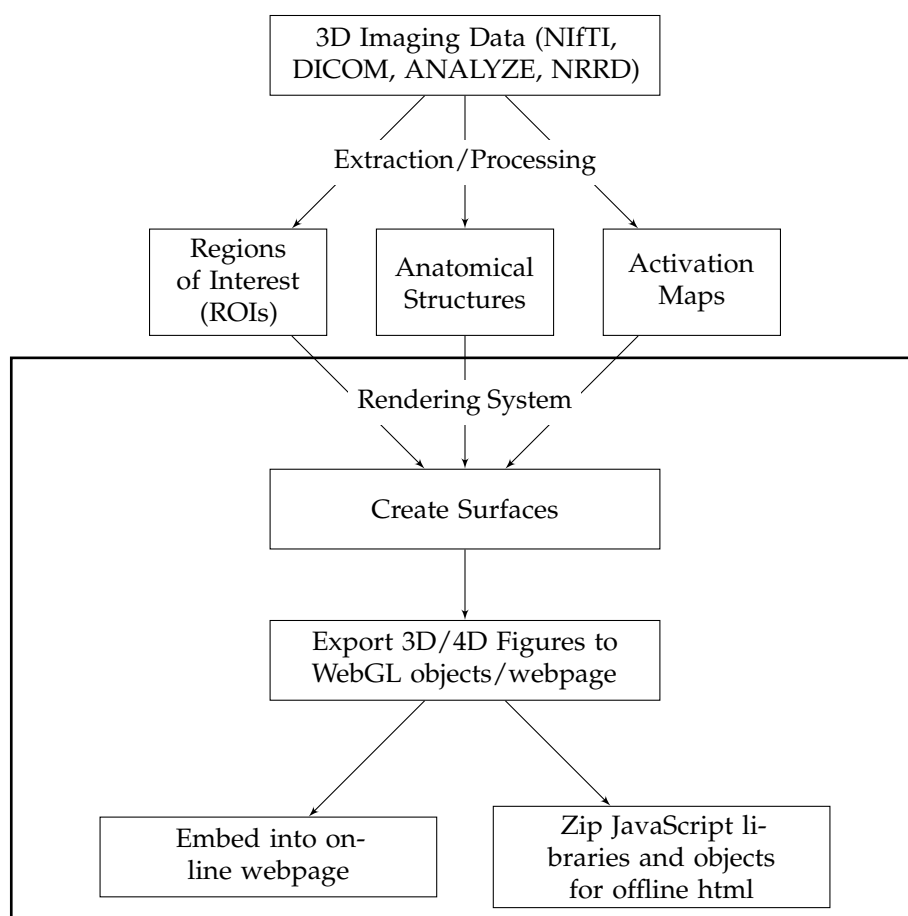 3D Imaging Data (NIfTI,
DICOM, ANALYZE, NRRD)
Extraction/Processing
Regions
of Interest
(ROIs)
Anatomical
Structures
Activation
Maps
Rendering System
Create Surfaces
Export 3D/4D Figures to
WebGL objects/webpage
Embed into on-
line webpage
Zip JavaScript li-
braries and objects
for offline html